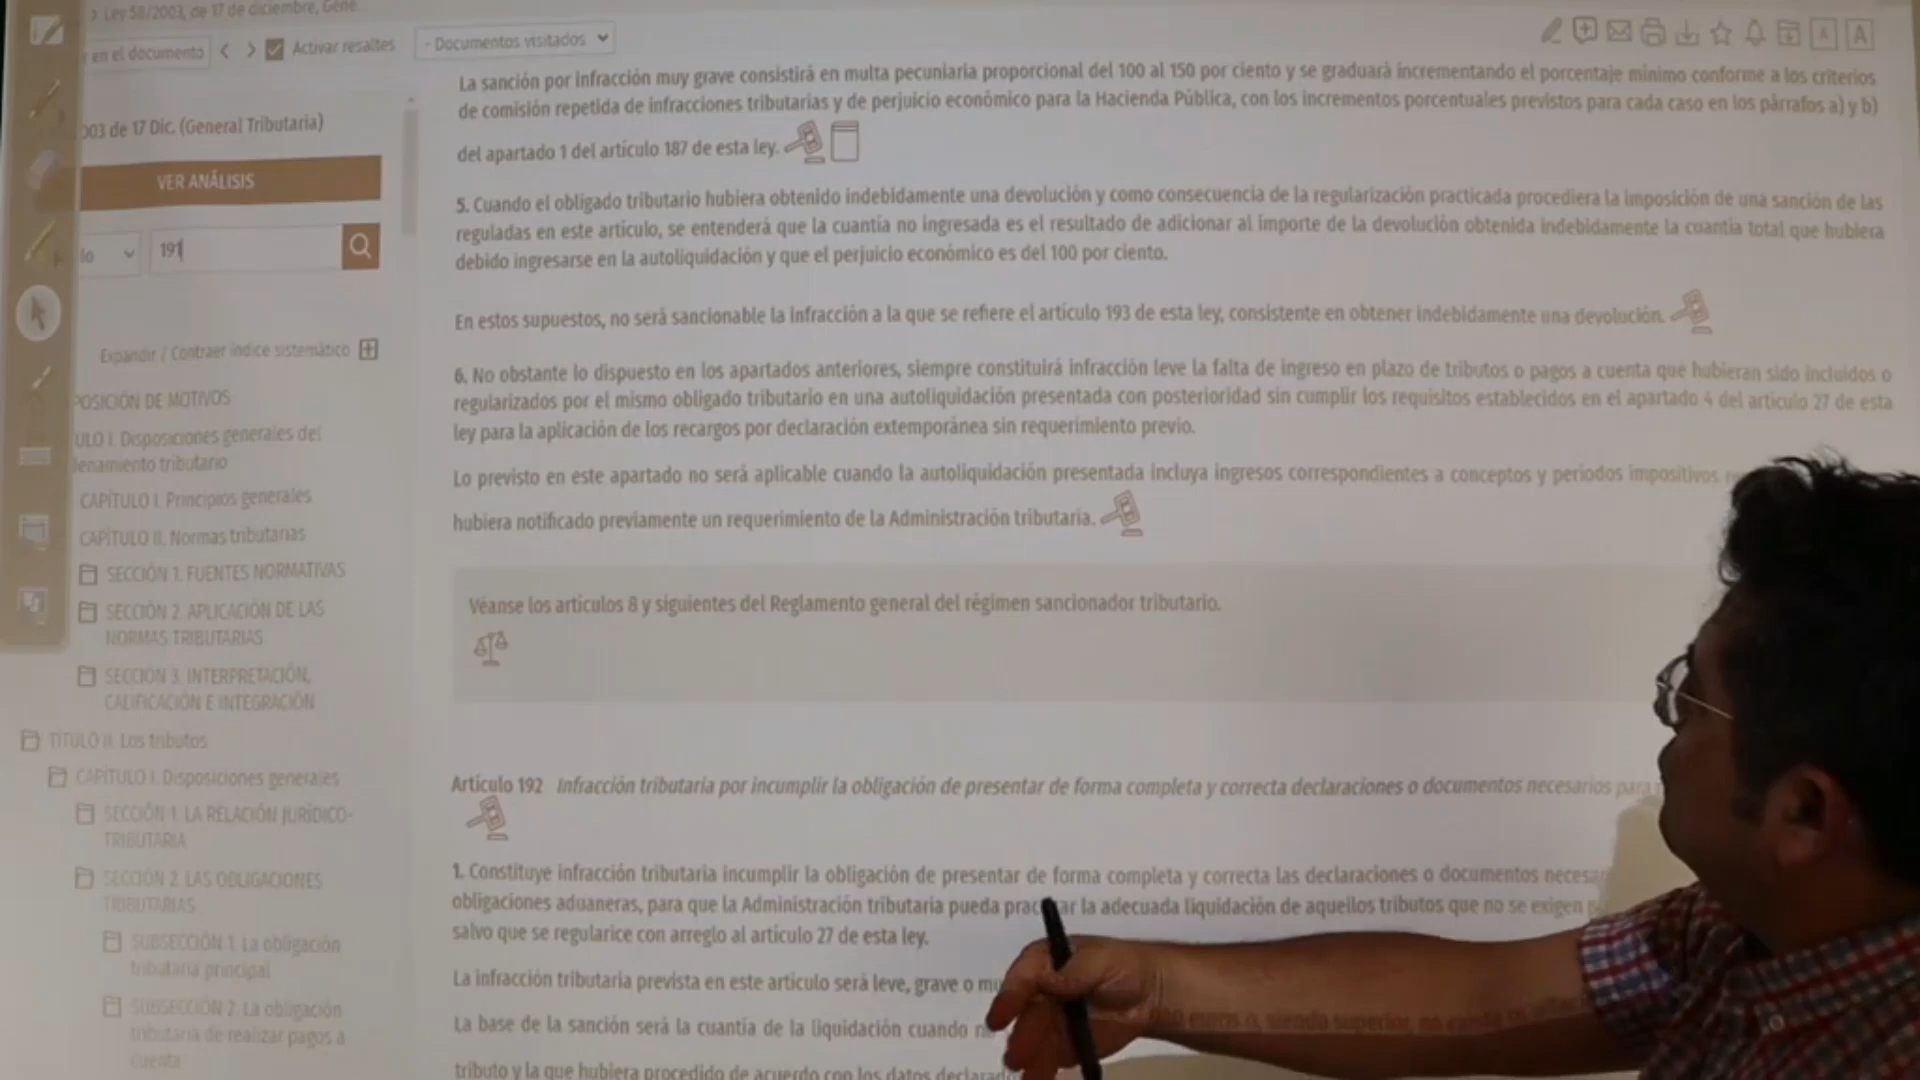 Ley 58/2003, de 17 de diciembre, Gene
r en el documento
Activar resaltes
- Documentos visitados
003 de 17 Dic. (General Tributaria)
VER ANÁLISIS
lo
191
Expandir / Contraer índice sistemático
POSICIÓN DE MOTIVOS
ULO I. Disposiciones generales del
denamiento tributario
CAPÍTULO I. Principios generales
CAPÍTULO II. Normas tributarias
SECCIÓN 1. FUENTES NORMATIVAS
SECCIÓN 2. APLICACIÓN DE LAS
NORMAS TRIBUTARIAS
SECCIÓN 3. INTERPRETACIÓN,
CALIFICACIÓN E INTEGRACIÓN
TÍTULO II. Los tributos
CAPÍTULO I. Disposiciones generales
SECCIÓN 1. LA RELACIÓN JURÍDICO-
TRIBUTARIA
SECCIÓN 2. LAS OBLIGACIONES
TRIBUTARIAS
SUBSECCIÓN 1. La obligación
tributaria principal
SUBSECCIÓN 2. La obligación
tributaria de realizar pagos a
cuenta
A A
La sanción por infracción muy grave consistirá en multa pecuniaria proporcional del 100 al 150 por ciento y se graduará incrementando el porcentaje mínimo conforme a los criterios
de comisión repetida de infracciones tributarias y de perjuicio económico para la Hacienda Pública, con los incrementos porcentuales previstos para cada caso en los párrafos a) y b)
del apartado 1 del artículo 187 de esta ley.
5. Cuando el obligado tributario hubiera obtenido indebidamente una devolución y como consecuencia de la regularización practicada procediera la imposición de una sanción de las
reguladas en este artículo, se entenderá que la cuantía no ingresada es el resultado de adicionar al importe de la devolución obtenida indebidamente la cuantía total que hubiera
debido ingresarse en la autoliquidación y que el perjuicio económico es del 100 por ciento.
En estos supuestos, no será sancionable la infracción a la que se refiere el artículo 193 de esta ley, consistente en obtener indebidamente una devolución.
6. No obstante lo dispuesto en los apartados anteriores, siempre constituirá infracción leve la falta de ingreso en plazo de tributos o pagos a cuenta que hubieran sido incluidos o
regularizados por el mismo obligado tributario en una autoliquidación presentada con posterioridad sin cumplir los requisitos establecidos en el apartado 4 del artículo 27 de esta
ley para la aplicación de los recargos por declaración extemporánea sin requerimiento previo.
Lo previsto en este apartado no será aplicable cuando la autoliquidación presentada incluya ingresos correspondientes a conceptos y periodos impositivos
hubiera notificado previamente un requerimiento de la Administración tributaria.
Véanse los artículos 8 y siguientes del Reglamento general del régimen sancionador tributario.
Artículo 192 Infracción tributaria por incumplir la obligación de presentar de forma completa y correcta declaraciones o documentos necesarios para
1. Constituye infracción tributaria incumplir la obligación de presentar de forma completa y correcta las declaraciones o documentos necesar
obligaciones aduaneras, para que la Administración tributaria pueda prac ar la adecuada liquidación de aquellos tributos que no se exigen
salvo que se regularice con arreglo al artículo 27 de esta ley.
La infracción tributaria prevista en este artículo será leve, grave o mu
La base de la sanción será la cuantía de la liquidación cuando n
tributo y la que hubiera procedido de acuerdo con los datos declarad